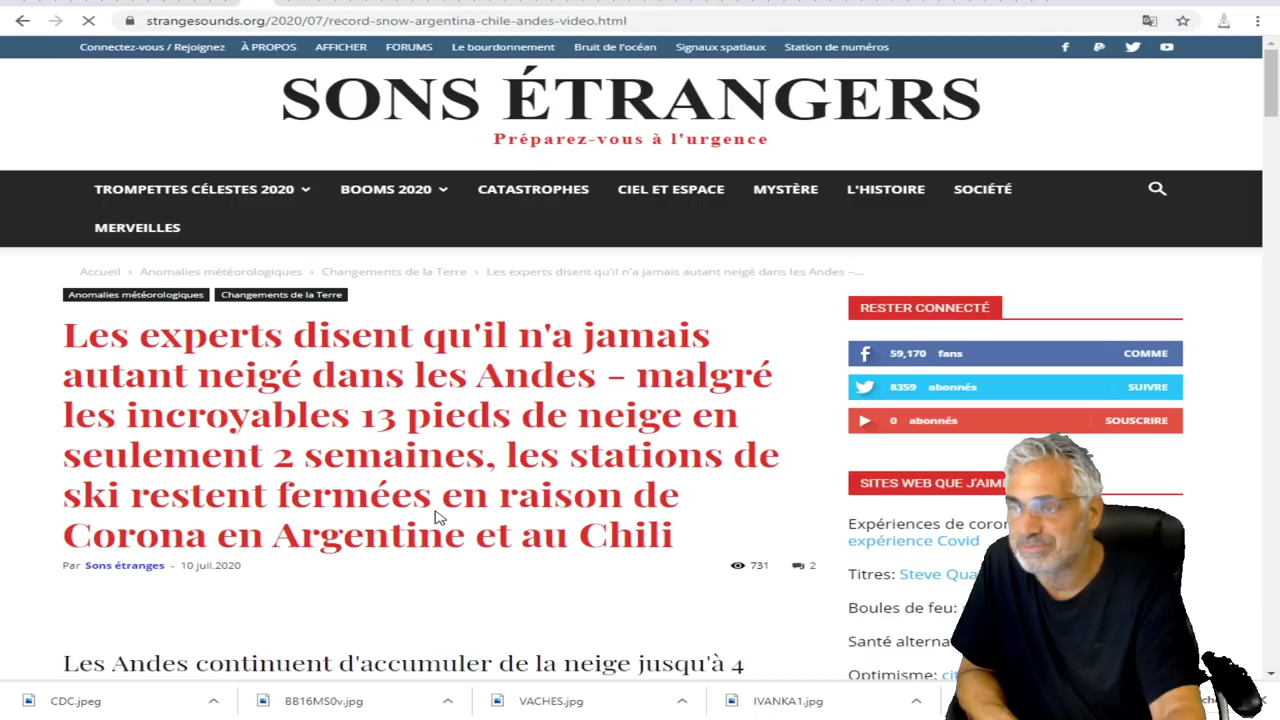 strangesounds.org/2020/07/record-snow-argentina-chile-andes-video.html
Connectez-vous / Rejoignez À PROPOS AFFICHER FORUMS Le bourdonnement Bruit de l'océan Signaux spatiaux Station de numéros
SONS ÉTRANGERS
Préparez-vous à l'urgence
TROMPETTES CÉLESTES 2020 BOOMS 2020 CATASTROPHES CIEL ET ESPACE MYSTÈRE L'HISTOIRE SOCIÉTÉ
MERVEILLES
Accueil › Anomalies météorologiques › Changements de la Terre › Les experts disent qu'il n'a jamais autant neigé dans les Andes –...
Anomalies météorologiques Changements de la Terre
Les experts disent qu'il n'a jamais
autant neigé dans les Andes – malgré
les incroyables 13 pieds de neige en
seulement 2 semaines, les stations de
ski restent fermées en raison de
Corona en Argentine et au Chili
Par Sons étranges - 10 juil.2020 731 2
Les Andes continuent d'accumuler de la neige jusqu'à 4
RESTER CONNECTÉ
59,170 fans COMME
8359 abonnés SUIVRE
0 abonnés SOUSCRIRE
SITES WEB QUE J'AIME
Expériences de
expérience Covid
Titres: Steve
Boules de feu:
Santé
Optimisme:
CDC.jpeg BB16MS0v.jpg VACHES.jpg IVANKA1.jpg